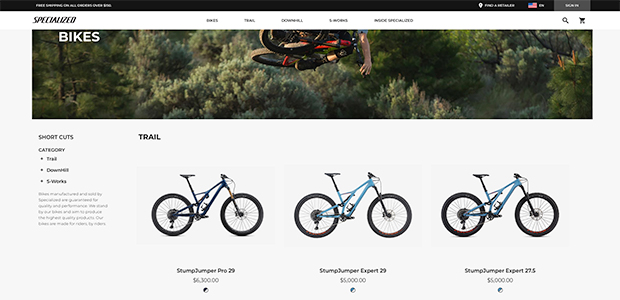 FREE SHIPPING ON ALL ORDERS OVER $150.
FIND A RETAILER
EN
SIGN IN
SPECIALIZED
BIKES
TRAIL
DOWNHILL
S-WORKS
INSIDE SPECIALIZED
BIKES
SHORT CUTS
CATEGORY
Trail
DownHill
S-Works
Bikes manufactured and sold by
Specialized are guaranteed for
quality and performance. We stand
by our bikes and aim to produce
the highest quality products. Our
bikes are made for riders, by riders.
TRAIL
StumpJumper Pro 29
$6,300.00
StumpJumper Expert 29
$5,000.00
StumpJumper Expert 27.5
$5,000.00